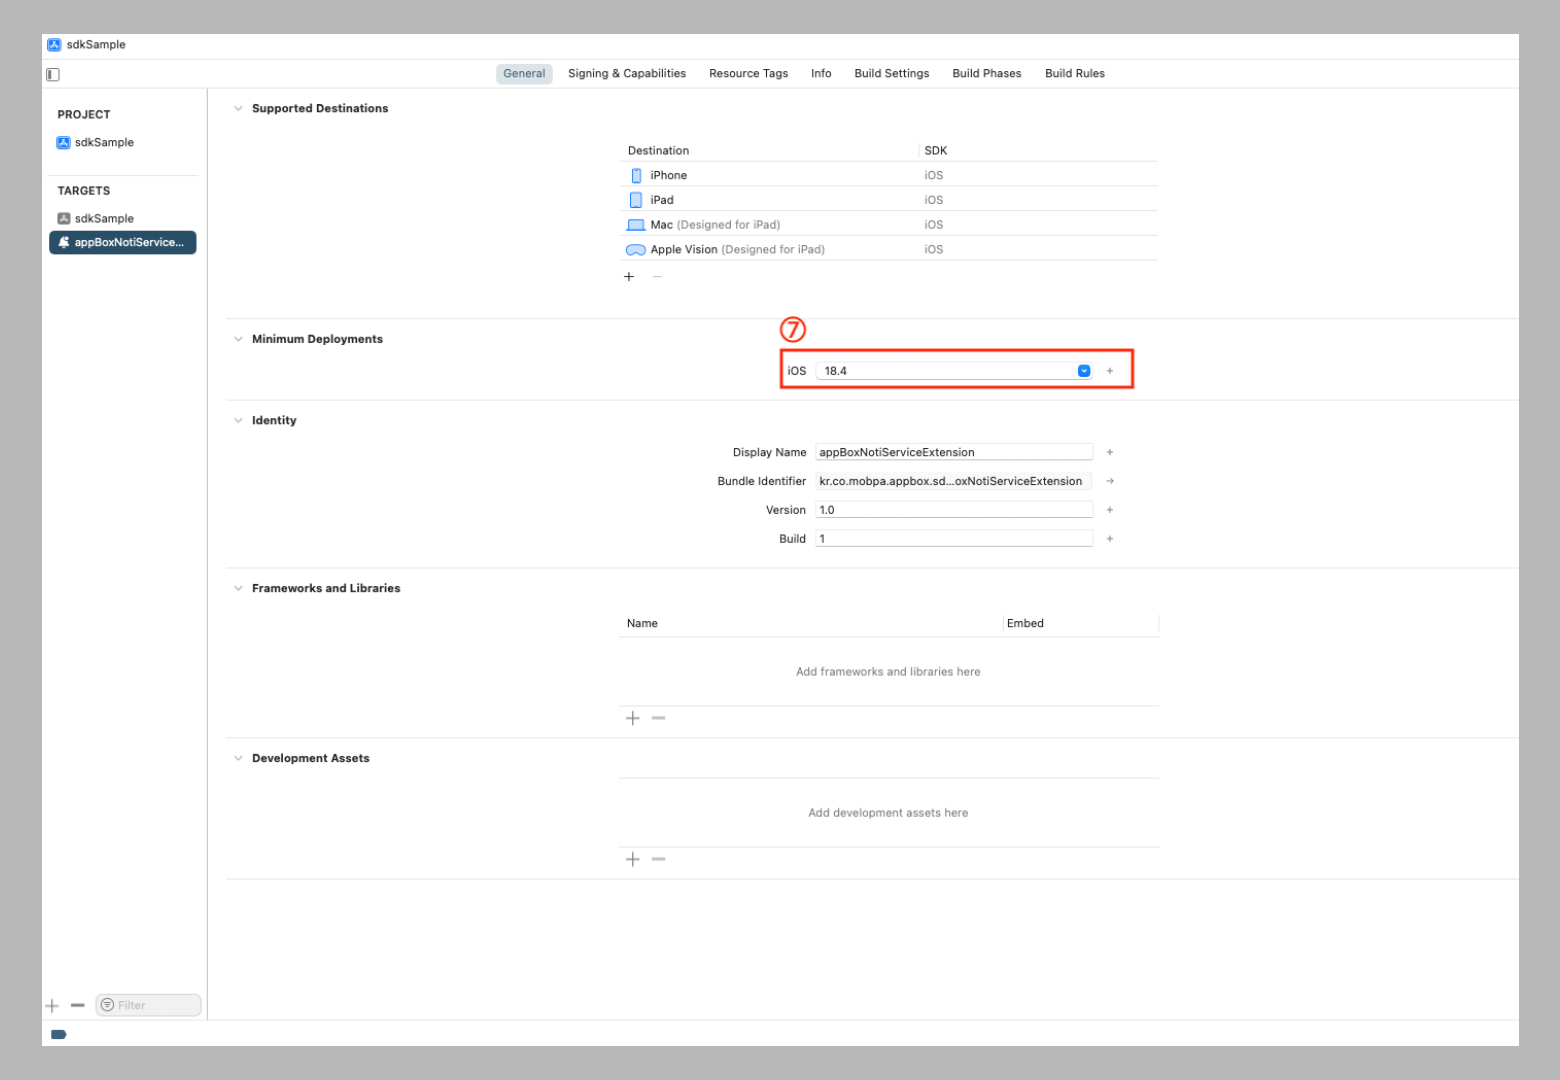 sdkSample
General Signing & Capabilities Resource Tags Info Build Settings Build Phases Build Rules
PROJECT
sdkSample
TARGETS
sdkSample
appBoxNotiService...
Supported Destinations
Destination SDK
iPhone iOS
iPad iOS
Mac (Designed for iPad) iOS
Apple Vision (Designed for iPad) iOS
+ −
⑦
Minimum Deployments
iOS 18.4 +
Identity
Display Name appBoxNotiServiceExtension +
Bundle Identifier kr.co.mobpa.appbox.sd...oxNotiServiceExtension →
Version 1.0 +
Build 1 +
Frameworks and Libraries
Name Embed
Add frameworks and libraries here
+ −
Development Assets
Add development assets here
+ −
+ − Filter